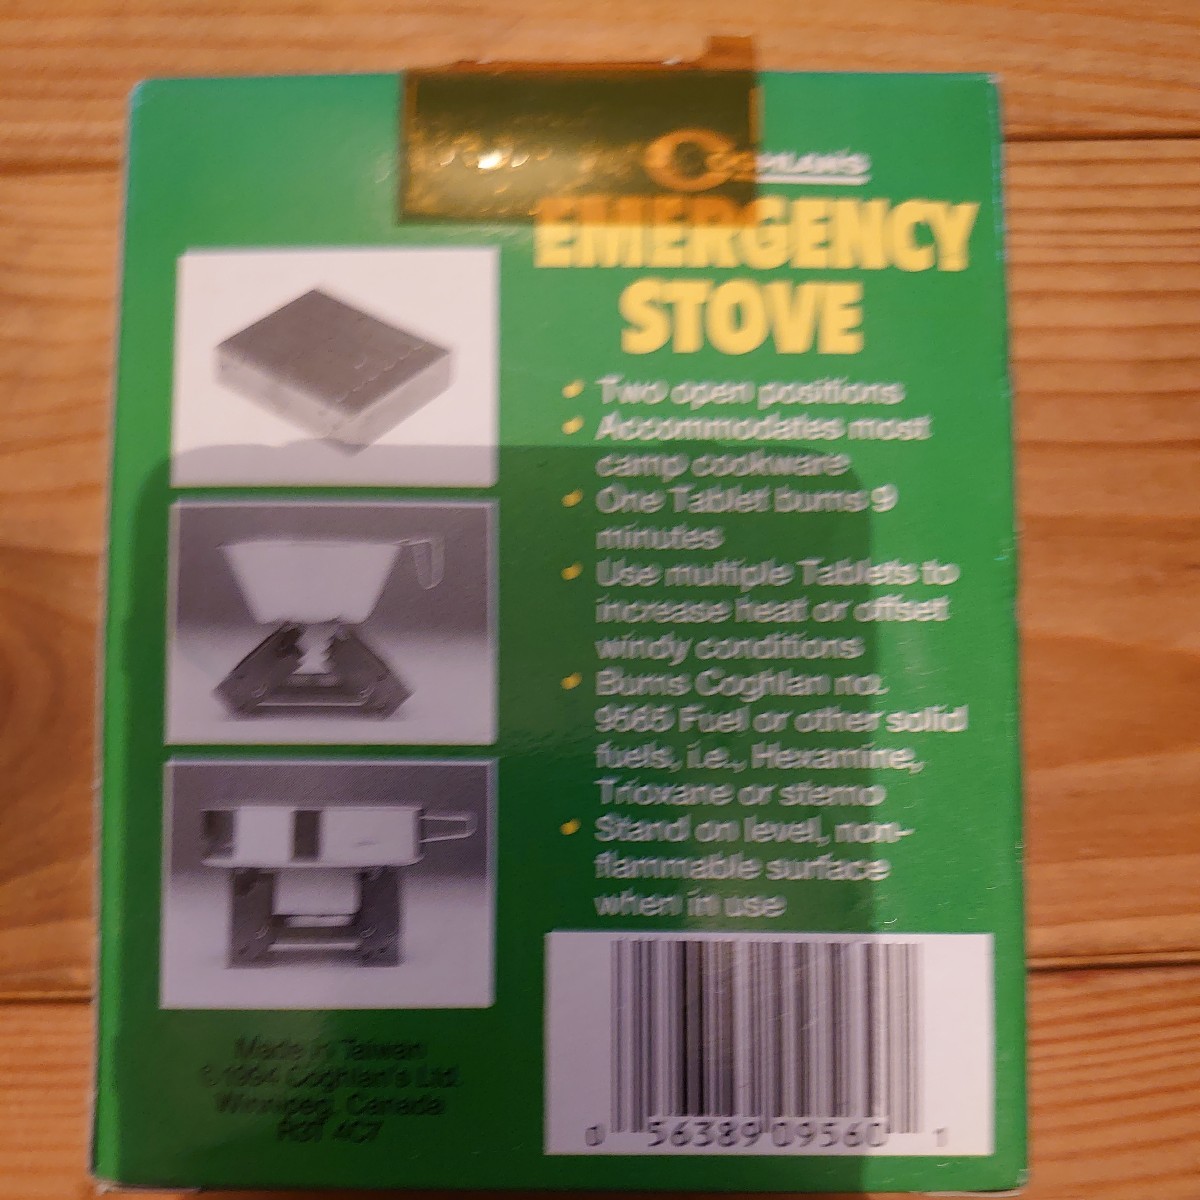 COGHLAN'S
EMERGENCY
STOVE
Two open positions
Accommodates most
camp cookware
One Tablet burns 9
minutes
Use multiple Tablets to
increase heat or offset
windy conditions
Burns Coghlan no.
9565 Fuel or other solid
fuels, i.e., Hexamine,
Trioxane or sterno
Stand on level, non-
flammable surface
when in use
Made in Taiwan
© 1994 Coghlan's Ltd.
Winnipeg, Canada
R3T 4C7
0 56389 09560 1